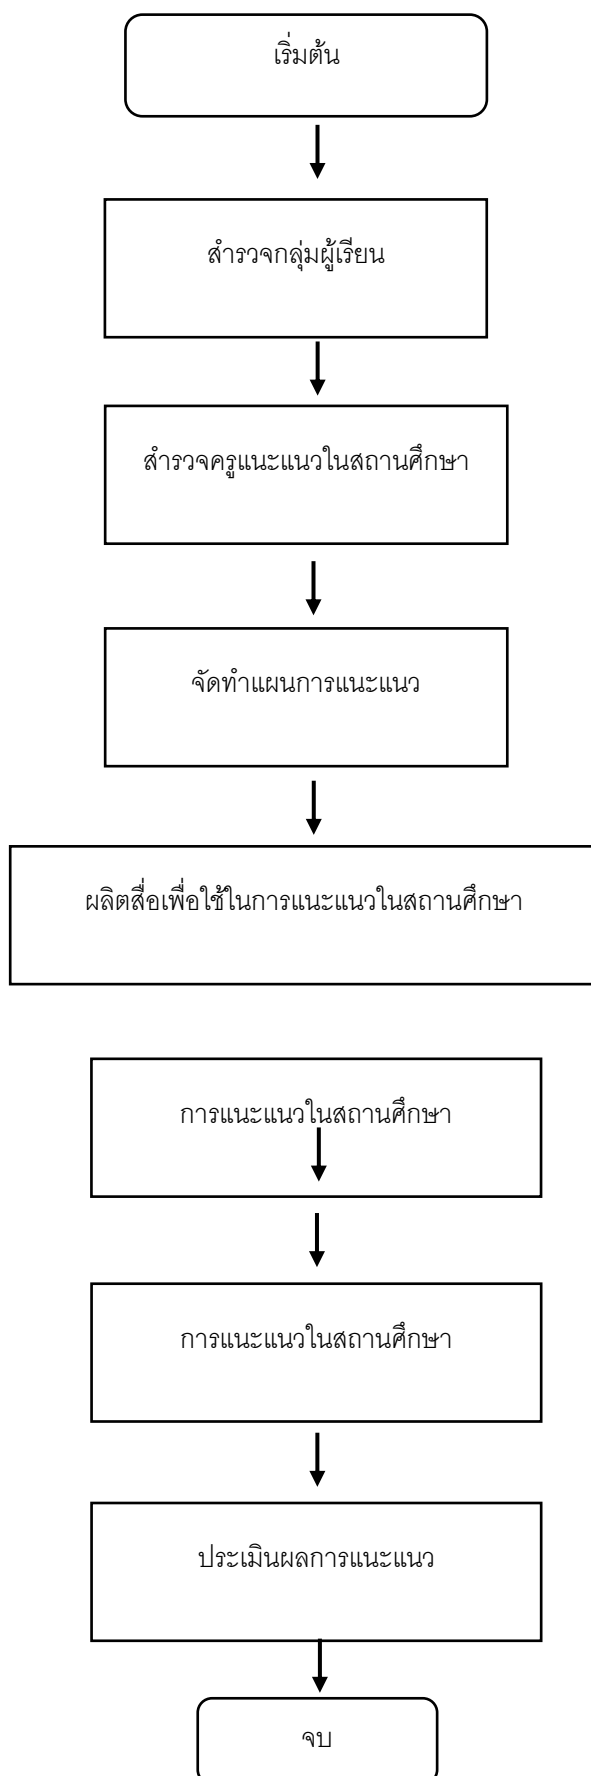 เริ่มต้น
สำรวจกลุ่มผู้เรียน
สำรวจครูแนะแนวในสถานศึกษา
จัดทำแผนการแนะแนว
ผลิตสื่อเพื่อใช้ในการแนะแนวในสถานศึกษา
การแนะแนวในสถานศึกษา
การแนะแนวในสถานศึกษา
ประเมินผลการแนะแนว
จบ